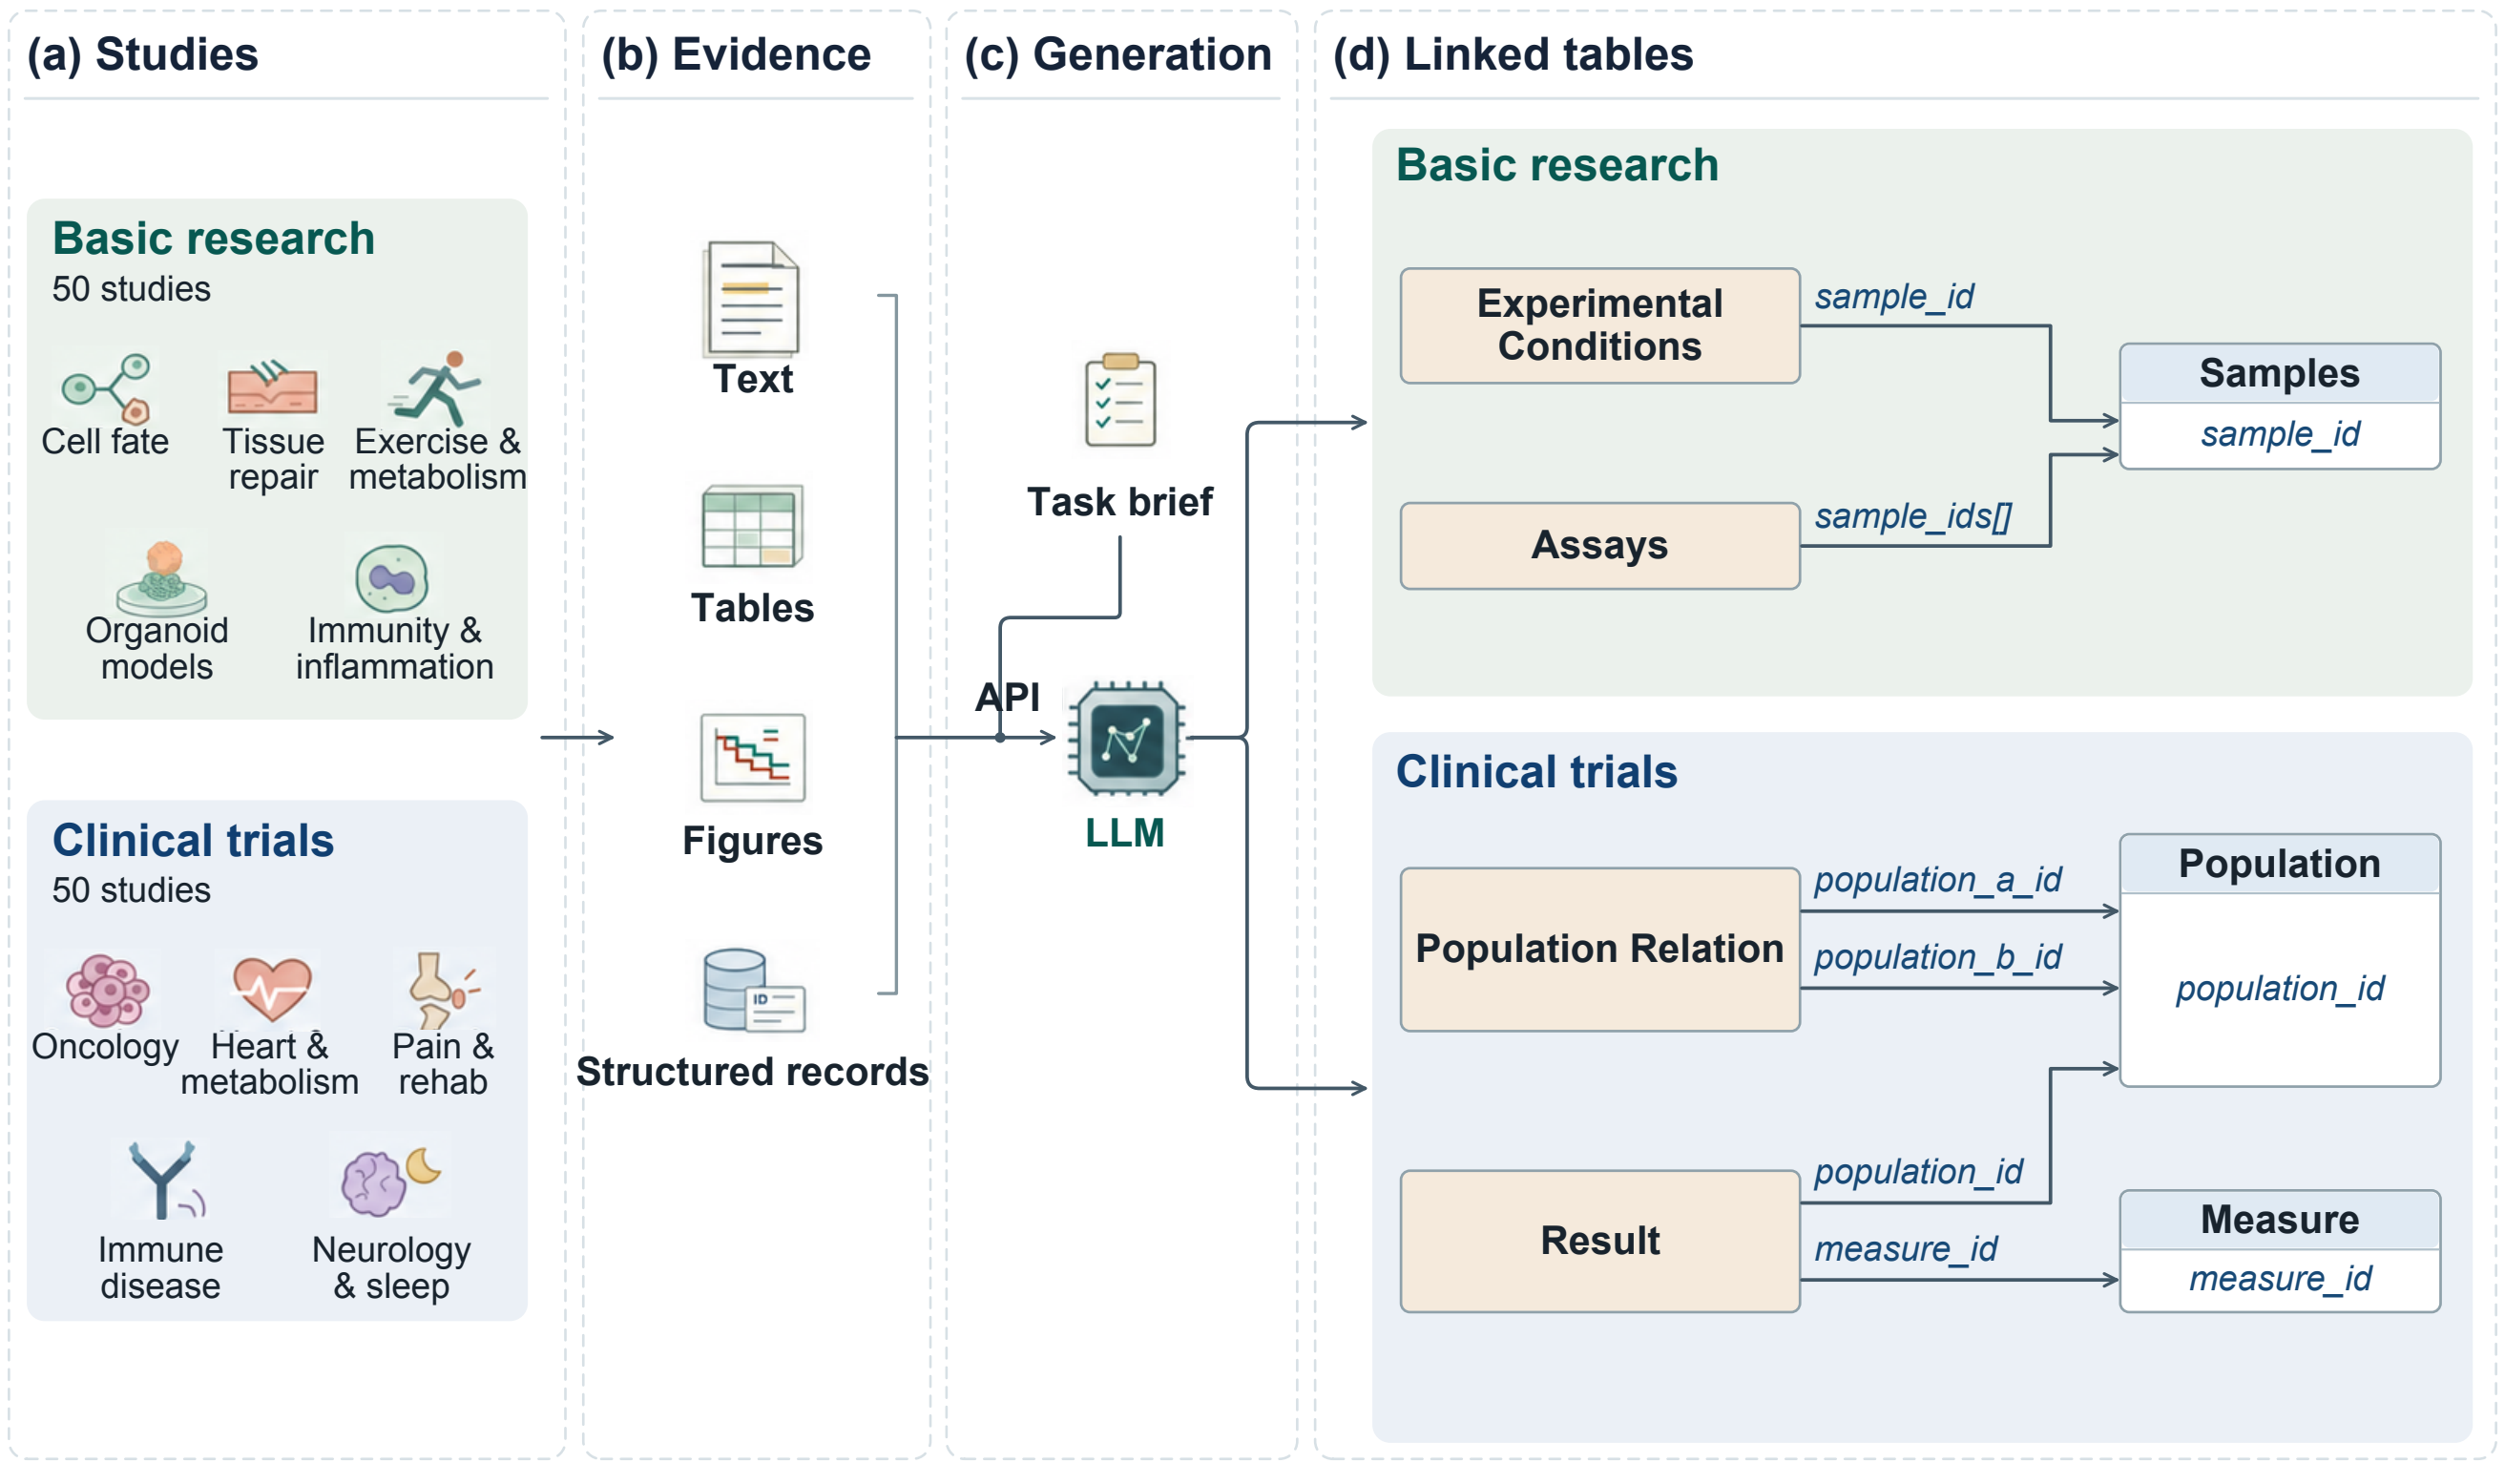 (a) Studies
Basic research
50 studies
Cell fate
Tissue
repair
Exercise &
metabolism
Organoid
models
Immunity &
inflammation
Clinical trials
50 studies
Oncology
Heart &
metabolism
Pain &
rehab
Immune
disease
Neurology
& sleep
(b) Evidence
Text
Tables
Figures
ID
Structured records
(c) Generation
Task brief
API
LLM
(d) Linked tables
Basic research
Experimental
Conditions
sample_id
Samples
sample_id
Assays
sample_ids[]
Clinical trials
Population Relation
population_a_id
population_b_id
Population
population_id
Result
population_id
measure_id
Measure
measure_id